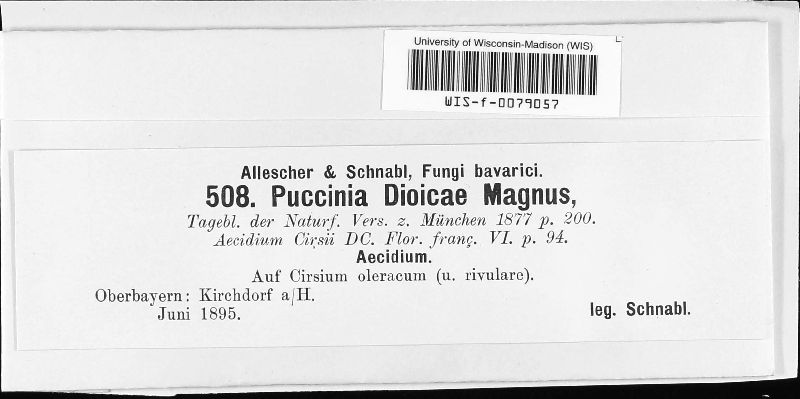 University of Wisconsin-Madison (WIS)
WIS-f-0079057
Allescher & Schnabl, Fungi bavarici.
508. Puccinia Dioicae Magnus,
Tagebl. der Naturf. Vers. z. München 1877 p. 200.
Aecidium Cirsii DC. Flor. franç. VI. p. 94.
Aecidium.
Auf Cirsium oleracum (u. rivulare).
Oberbayern: Kirchdorf a/H.
Juni 1895.
leg. Schnabl.